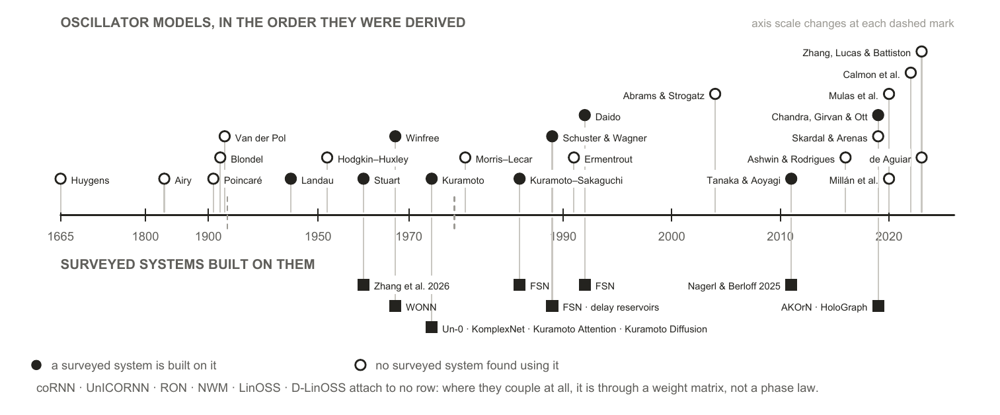 OSCILLATOR MODELS, IN THE ORDER THEY WERE DERIVED
axis scale changes at each dashed mark
Zhang, Lucas & Battiston
Calmon et al.
Abrams & Strogatz
Mulas et al.
Daido
Chandra, Girvan & Ott
Van der Pol
Winfree
Schuster & Wagner
Skardal & Arenas
Blondel
Hodgkin–Huxley
Morris–Lecar
Ermentrout
Ashwin & Rodrigues
de Aguiar
Huygens
Airy
Poincaré
Landau
Stuart
Kuramoto
Kuramoto–Sakaguchi
Tanaka & Aoyagi
Millán et al.
1665
1800
1900
1950
1970
1990
2000
2010
2020
SURVEYED SYSTEMS BUILT ON THEM
Zhang et al. 2026
FSN
FSN
Nagerl & Berloff 2025
WONN
FSN · delay reservoirs
AKOrN · HoloGraph
Un-0 · KomplexNet · Kuramoto Attention · Kuramoto Diffusion
a surveyed system is built on it
no surveyed system found using it
coRNN · UnICORNN · RON · NWM · LinOSS · D-LinOSS attach to no row: where they couple at all, it is through a weight matrix, not a phase law.